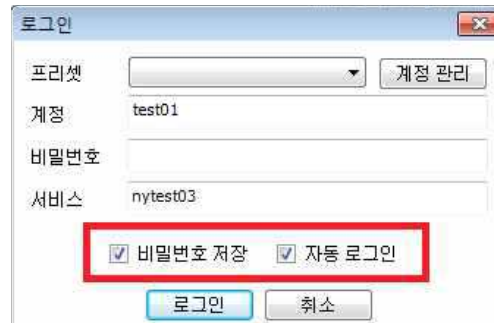 로그인
프리셋 계정 관리
계정 test01
비밀번호
서비스 nytest03
비밀번호 저장 자동 로그인
로그인 취소